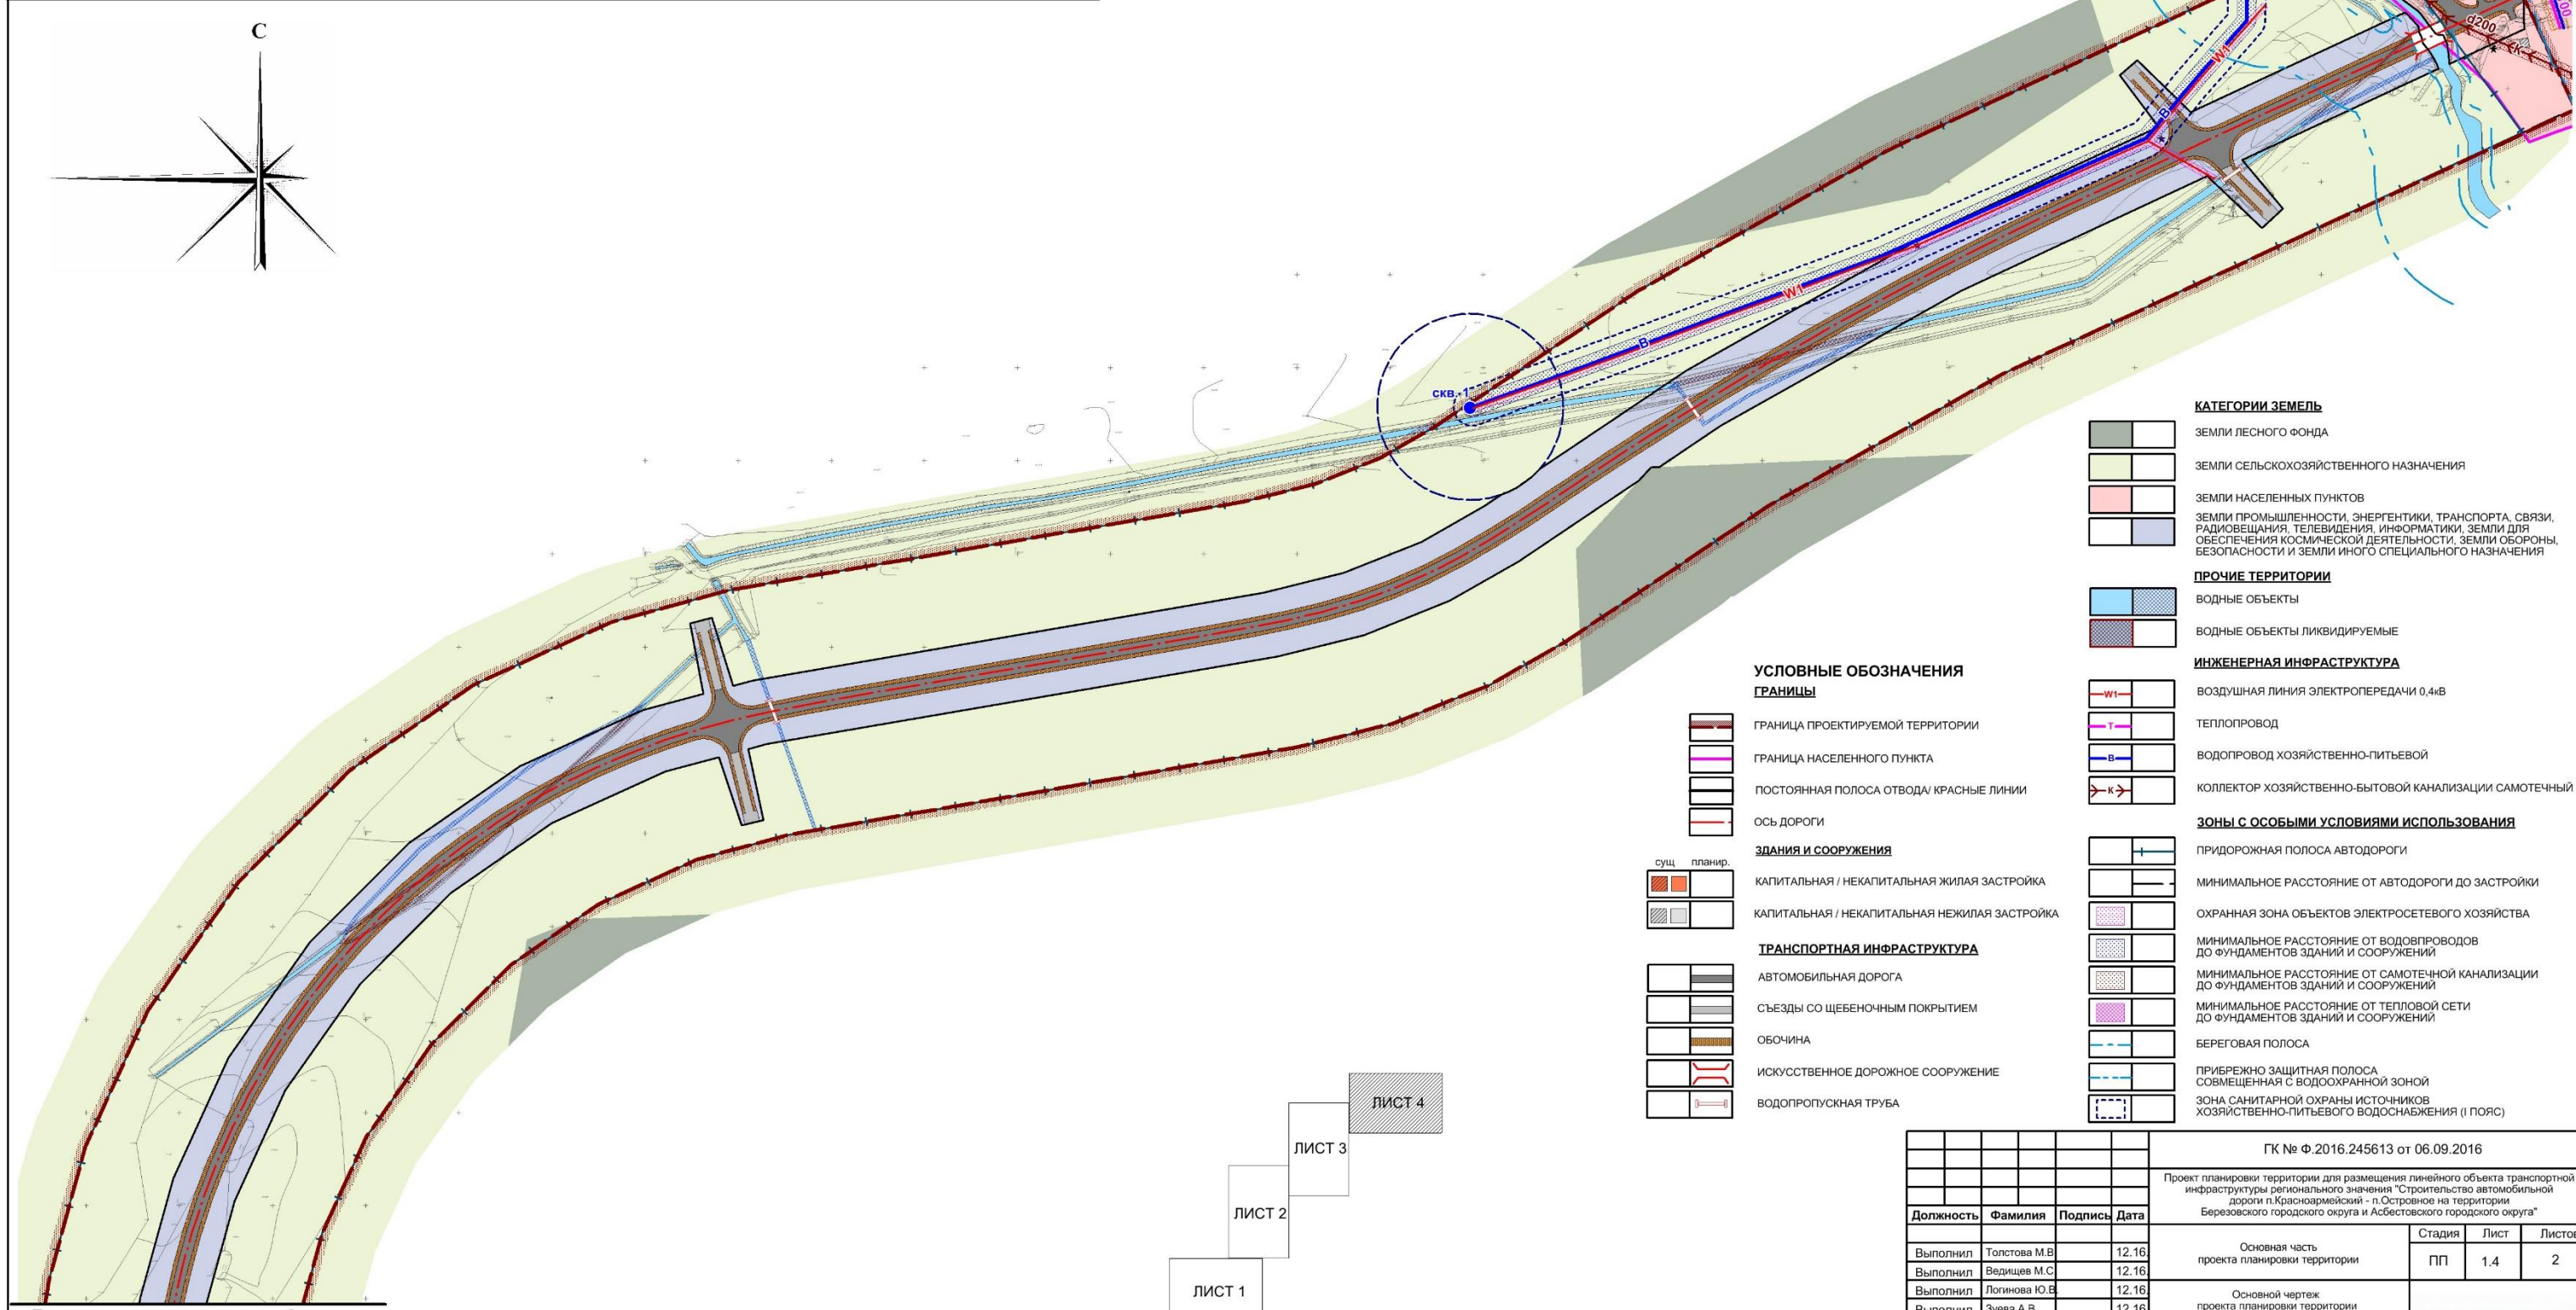 С
d200
К
W1
В
W1
В
скв. 1
КАТЕГОРИИ ЗЕМЕЛЬ
ЗЕМЛИ ЛЕСНОГО ФОНДА
ЗЕМЛИ СЕЛЬСКОХОЗЯЙСТВЕННОГО НАЗНАЧЕНИЯ
ЗЕМЛИ НАСЕЛЕННЫХ ПУНКТОВ
ЗЕМЛИ ПРОМЫШЛЕННОСТИ, ЭНЕРГЕНТИКИ, ТРАНСПОРТА, СВЯЗИ,
РАДИОВЕЩАНИЯ, ТЕЛЕВИДЕНИЯ, ИНФОРМАТИКИ, ЗЕМЛИ ДЛЯ
ОБЕСПЕЧЕНИЯ КОСМИЧЕСКОЙ ДЕЯТЕЛЬНОСТИ, ЗЕМЛИ ОБОРОНЫ,
БЕЗОПАСНОСТИ И ЗЕМЛИ ИНОГО СПЕЦИАЛЬНОГО НАЗНАЧЕНИЯ
ПРОЧИЕ ТЕРРИТОРИИ
ВОДНЫЕ ОБЪЕКТЫ
ВОДНЫЕ ОБЪЕКТЫ ЛИКВИДИРУЕМЫЕ
ИНЖЕНЕРНАЯ ИНФРАСТРУКТУРА
W1 ВОЗДУШНАЯ ЛИНИЯ ЭЛЕКТРОПЕРЕДАЧИ 0,4кВ
Т ТЕПЛОПРОВОД
В ВОДОПРОВОД ХОЗЯЙСТВЕННО-ПИТЬЕВОЙ
К КОЛЛЕКТОР ХОЗЯЙСТВЕННО-БЫТОВОЙ КАНАЛИЗАЦИИ САМОТЕЧНЫЙ
ЗОНЫ С ОСОБЫМИ УСЛОВИЯМИ ИСПОЛЬЗОВАНИЯ
ПРИДОРОЖНАЯ ПОЛОСА АВТОДОРОГИ
МИНИМАЛЬНОЕ РАССТОЯНИЕ ОТ АВТОДОРОГИ ДО ЗАСТРОЙКИ
ОХРАННАЯ ЗОНА ОБЪЕКТОВ ЭЛЕКТРОСЕТЕВОГО ХОЗЯЙСТВА
МИНИМАЛЬНОЕ РАССТОЯНИЕ ОТ ВОДОВПРОВОДОВ
ДО ФУНДАМЕНТОВ ЗДАНИЙ И СООРУЖЕНИЙ
МИНИМАЛЬНОЕ РАССТОЯНИЕ ОТ САМОТЕЧНОЙ КАНАЛИЗАЦИИ
ДО ФУНДАМЕНТОВ ЗДАНИЙ И СООРУЖЕНИЙ
МИНИМАЛЬНОЕ РАССТОЯНИЕ ОТ ТЕПЛОВОЙ СЕТИ
ДО ФУНДАМЕНТОВ ЗДАНИЙ И СООРУЖЕНИЙ
БЕРЕГОВАЯ ПОЛОСА
ПРИБРЕЖНО ЗАЩИТНАЯ ПОЛОСА
СОВМЕЩЕННАЯ С ВОДООХРАННОЙ ЗОНОЙ
ЗОНА САНИТАРНОЙ ОХРАНЫ ИСТОЧНИКОВ
ХОЗЯЙСТВЕННО-ПИТЬЕВОГО ВОДОСНАБЖЕНИЯ (I ПОЯС)
УСЛОВНЫЕ ОБОЗНАЧЕНИЯ
ГРАНИЦЫ
ГРАНИЦА ПРОЕКТИРУЕМОЙ ТЕРРИТОРИИ
ГРАНИЦА НАСЕЛЕННОГО ПУНКТА
ПОСТОЯННАЯ ПОЛОСА ОТВОДА/ КРАСНЫЕ ЛИНИИ
ОСЬ ДОРОГИ
ЗДАНИЯ И СООРУЖЕНИЯ
сущ планир.
КАПИТАЛЬНАЯ / НЕКАПИТАЛЬНАЯ ЖИЛАЯ ЗАСТРОЙКА
КАПИТАЛЬНАЯ / НЕКАПИТАЛЬНАЯ НЕЖИЛАЯ ЗАСТРОЙКА
ТРАНСПОРТНАЯ ИНФРАСТРУКТУРА
АВТОМОБИЛЬНАЯ ДОРОГА
СЪЕЗДЫ СО ЩЕБЕНОЧНЫМ ПОКРЫТИЕМ
ОБОЧИНА
ИСКУССТВЕННОЕ ДОРОЖНОЕ СООРУЖЕНИЕ
ВОДОПРОПУСКНАЯ ТРУБА
ЛИСТ 4
ЛИСТ 3
ЛИСТ 2
ЛИСТ 1
ГК № Ф.2016.245613 от 06.09.2016
Проект планировки территории для размещения линейного объекта транспортной
инфраструктуры регионального значения "Строительство автомобильной
дороги п.Красноармейский - п.Островное на территории
Березовского городского округа и Асбестовского городского округа"
Должность Фамилия Подпись Дата
Выполнил Толстова М.В 12.16.
Выполнил Ведищев М.С 12.16.
Выполнил Логинова Ю.В. 12.16.
Выполнил Зуева А.В. 12.16.
Основная часть
проекта планировки территории
Стадия Лист Листов
ПП 1.4 2
Основной чертеж
проекта планировки территории